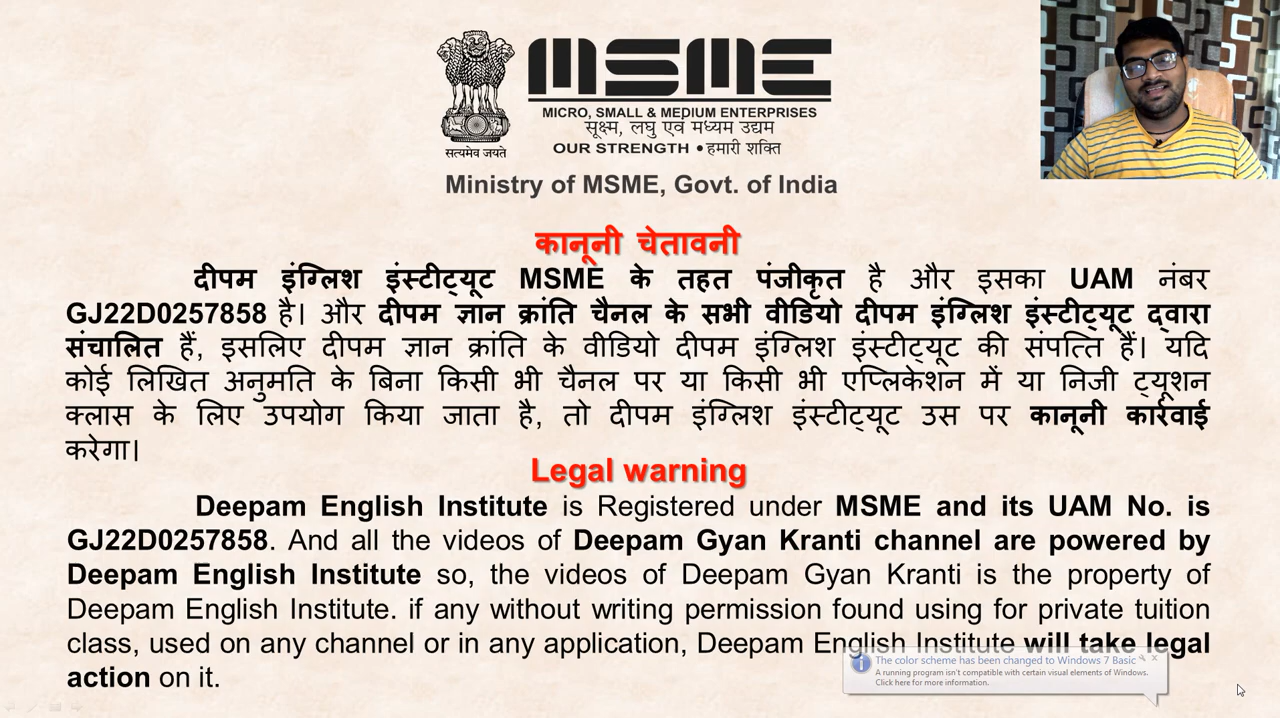 MSME
MICRO, SMALL & MEDIUM ENTERPRISES
सूक्ष्म, लघु एवं मध्यम उद्यम
OUR STRENGTH • हमारी शक्ति
सत्यमेव जयते
Ministry of MSME, Govt. of India
कानूनी चेतावनी
दीपम इंग्लिश इंस्टीट्यूट MSME के तहत पंजीकृत है और इसका UAM नंबर
GJ22D0257858 है। और दीपम ज्ञान क्रांति चैनल के सभी वीडियो दीपम इंग्लिश इंस्टीट्यूट द्वारा
संचालित हैं, इसलिए दीपम ज्ञान क्रांति के वीडियो दीपम इंग्लिश इंस्टीट्यूट की संपत्ति हैं। यदि
कोई लिखित अनुमति के बिना किसी भी चैनल पर या किसी भी एप्लिकेशन में या निजी ट्यूशन
क्लास के लिए उपयोग किया जाता है, तो दीपम इंग्लिश इंस्टीट्यूट उस पर कानूनी कार्रवाई
करेगा।
Legal warning
Deepam English Institute is Registered under MSME and its UAM No. is
GJ22D0257858. And all the videos of Deepam Gyan Kranti channel are powered by
Deepam English Institute so, the videos of Deepam Gyan Kranti is the property of
Deepam English Institute. if any without writing permission found using for private tuition
class, used on any channel or in any application, Deepam English Institute will take legal
action on it.
The color scheme has been changed to Windows 7 Basic
A running program isn't compatible with certain visual elements of Windows.
Click here for more information.